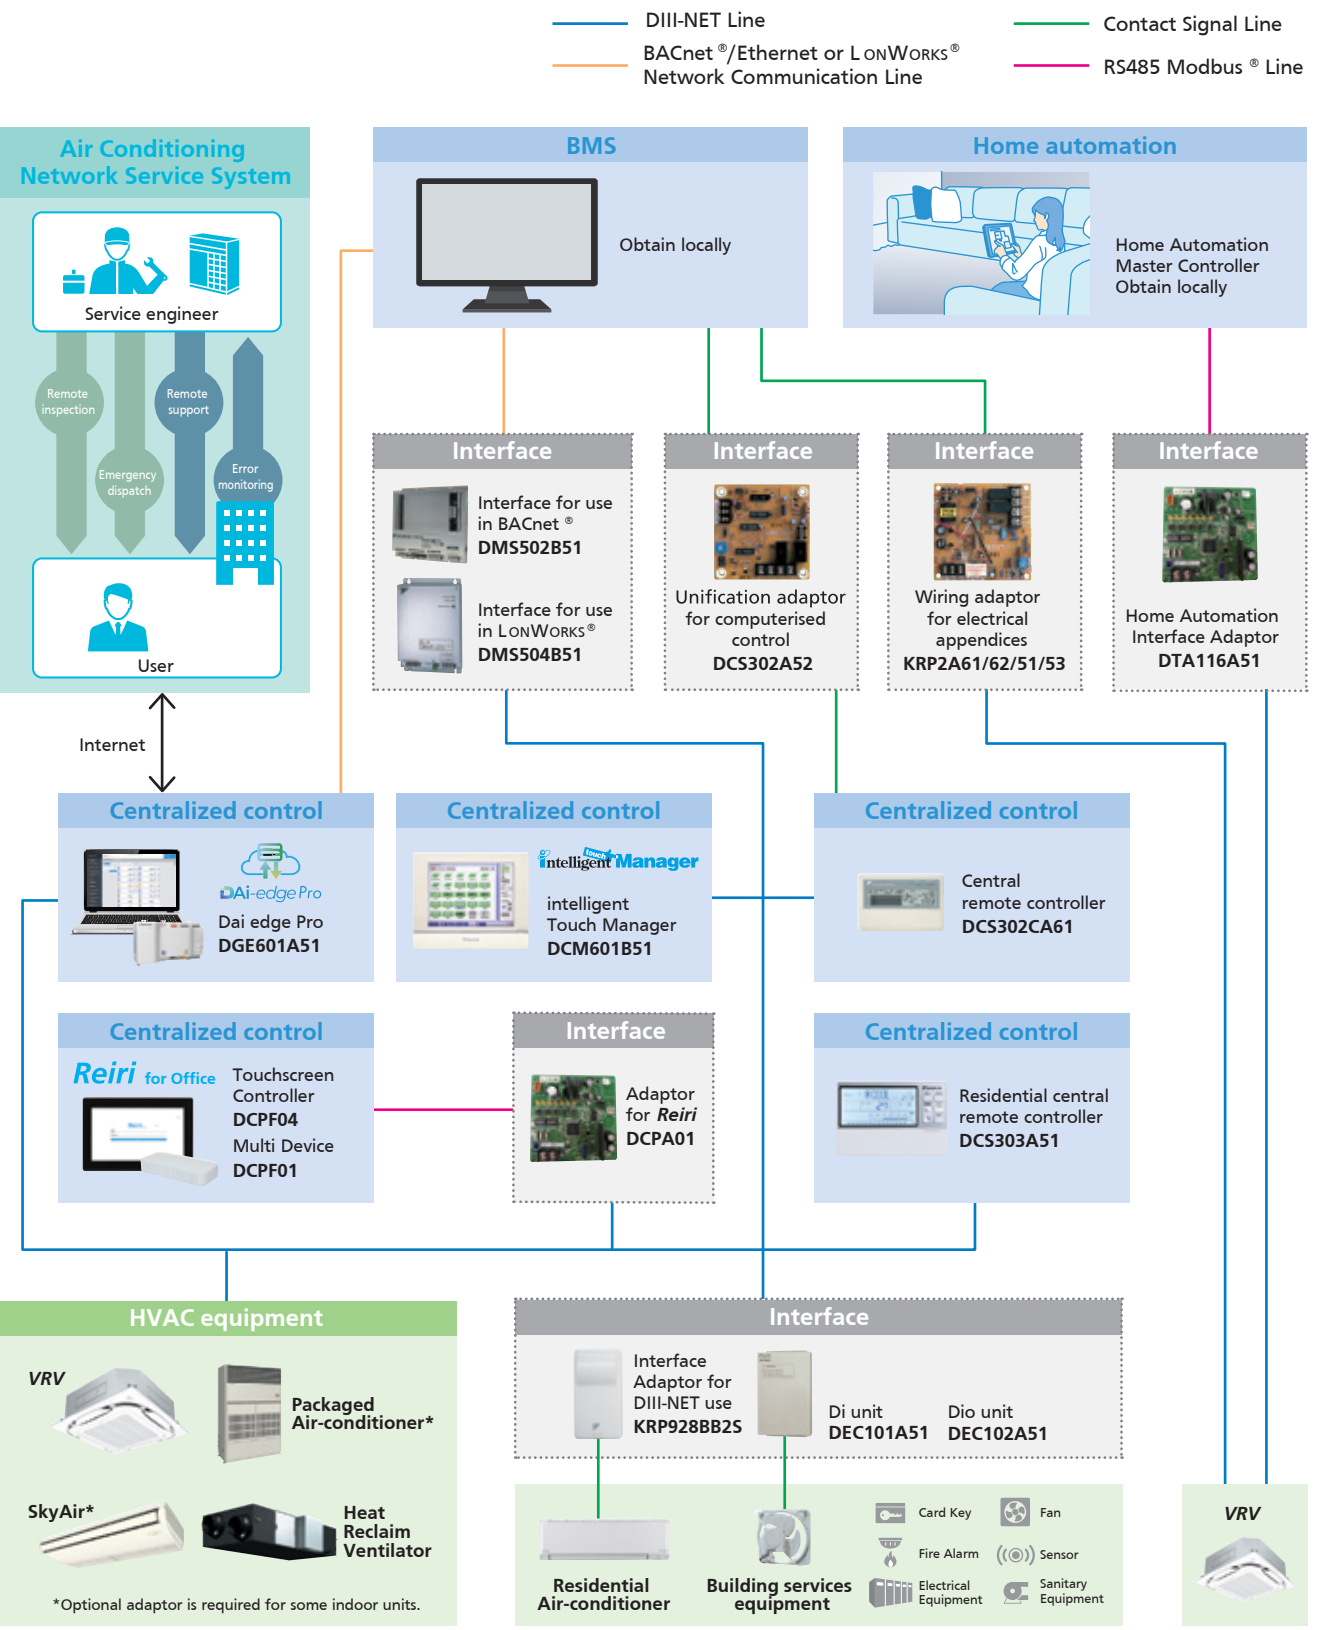 DIII-NET Line
BACnet®/Ethernet or LONWORKS®
Network Communication Line
Contact Signal Line
RS485 Modbus® Line
Air Conditioning
Network Service System
Service engineer
Remote
inspection
Emergency
dispatch
Remote
support
Error
monitoring
User
Internet
BMS
Obtain locally
Home automation
Home Automation
Master Controller
Obtain locally
Interface
Interface for use
in BACnet®
DMS502B51
Interface for use
in LONWORKS®
DMS504B51
Interface
Unification adaptor
for computerised
control
DCS302A52
Interface
Wiring adaptor
for electrical
appendices
KRP2A61/62/51/53
Interface
Home Automation
Interface Adaptor
DTA116A51
Centralized control
DAi-edge Pro
Dai edge Pro
DGE601A51
Centralized control
intelligent touch Manager
intelligent
Touch Manager
DCM601B51
Centralized control
Central
remote controller
DCS302CA61
Centralized control
Reiri for Office
Touchscreen
Controller
DCPF04
Multi Device
DCPF01
Interface
Adaptor
for Reiri
DCPA01
Centralized control
Residential central
remote controller
DCS303A51
HVAC equipment
VRV
Packaged
Air-conditioner*
SkyAir*
Heat
Reclaim
Ventilator
*Optional adaptor is required for some indoor units.
Interface
Interface
Adaptor for
DIII-NET use
KRP928BB2S
Di unit
DEC101A51
Dio unit
DEC102A51
Residential
Air-conditioner
Building services
equipment
Card Key
Fan
Fire Alarm
Sensor
Electrical
Equipment
Sanitary
Equipment
VRV